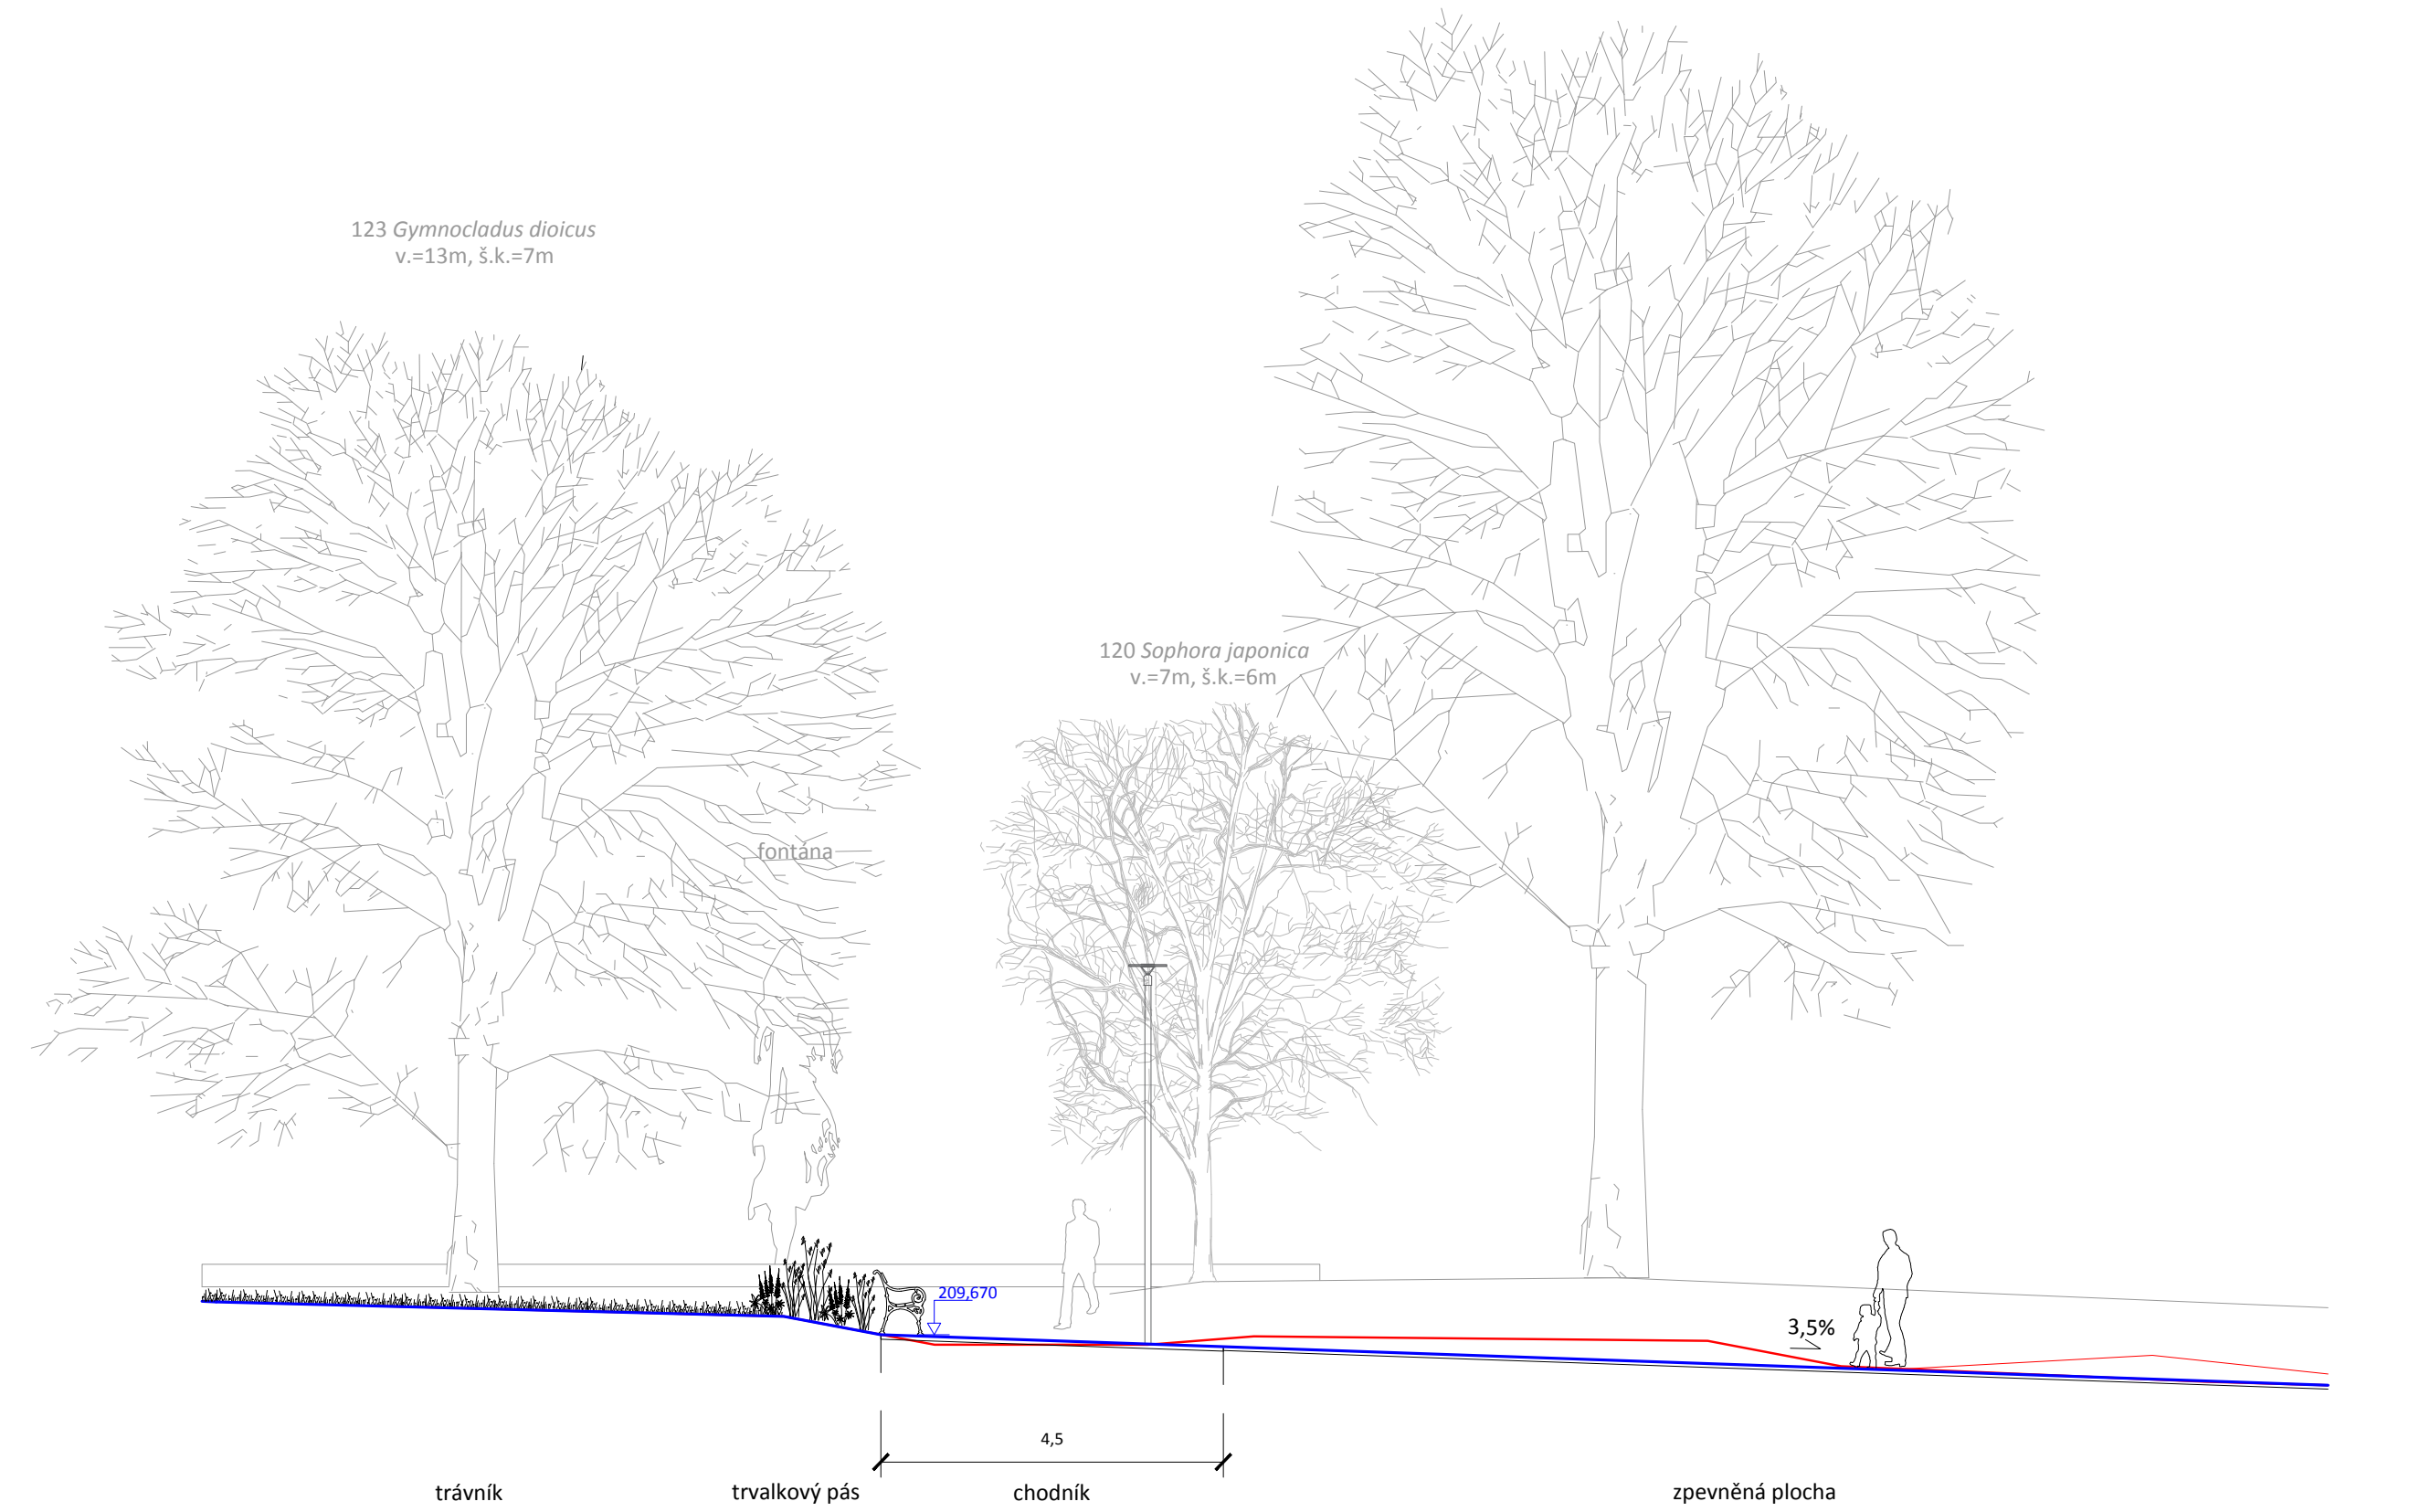 123 Gymnocladus dioicus
v.=13m, š.k.=7m
120 Sophora japonica
v.=7m, š.k.=6m
fontána
209,670
3,5%
4,5
trávník
trvalkový pás
chodník
zpevněná plocha